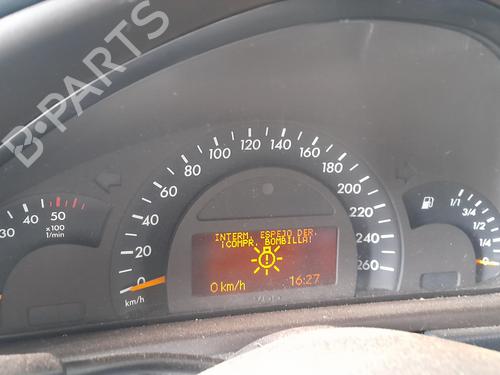 B-PARTS
30 40 50
x100
1/min
0 20 40 60 80 100 120 140 160 180 200 220 240 260
km/h
INTERM. ESPEJO DER.
¡COMPR. BOMBILLA!
0 km/h 16:27
1/1
3/4
1/2
1/4
0